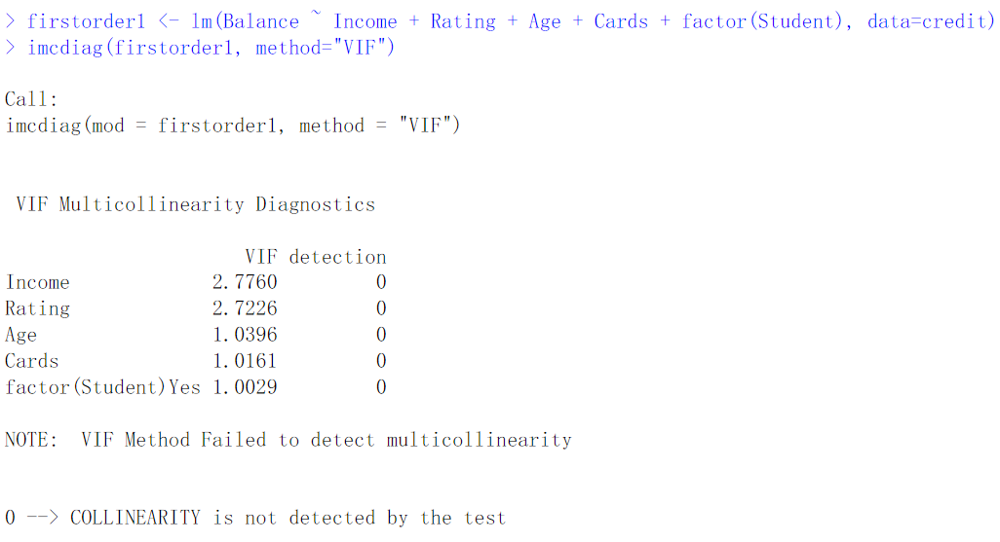 > firstorder1 <- lm(Balance ~ Income + Rating + Age + Cards + factor(Student), data=credit)
> imcdiag(firstorder1, method="VIF")
Call:
imcdiag(mod = firstorder1, method = "VIF")
VIF Multicollinearity Diagnostics
VIF detection
Income 2.7760 0
Rating 2.7226 0
Age 1.0396 0
Cards 1.0161 0
factor(Student)Yes 1.0029 0
NOTE:  VIF Method Failed to detect multicollinearity
0 --> COLLINEARITY is not detected by the test